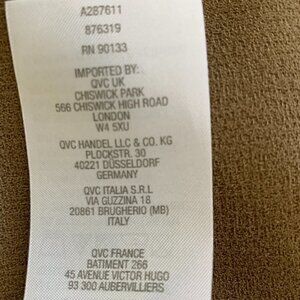 A287611
876319
RN 90133
IMPORTED BY:
QVC UK
CHISWICK PARK
566 CHISWICK HIGH ROAD
LONDON
W4 5XU
QVC HANDEL LLC & CO. KG
PLOCKSTR. 30
40221 DÜSSELDORF
GERMANY
QVC ITALIA S.R.L
VIA GUZZINA 18
20861 BRUGHERIO (MB)
ITALY
QVC FRANCE
BATIMENT 266
45 AVENUE VICTOR HUGO
93 300 AUBERVILLIERS